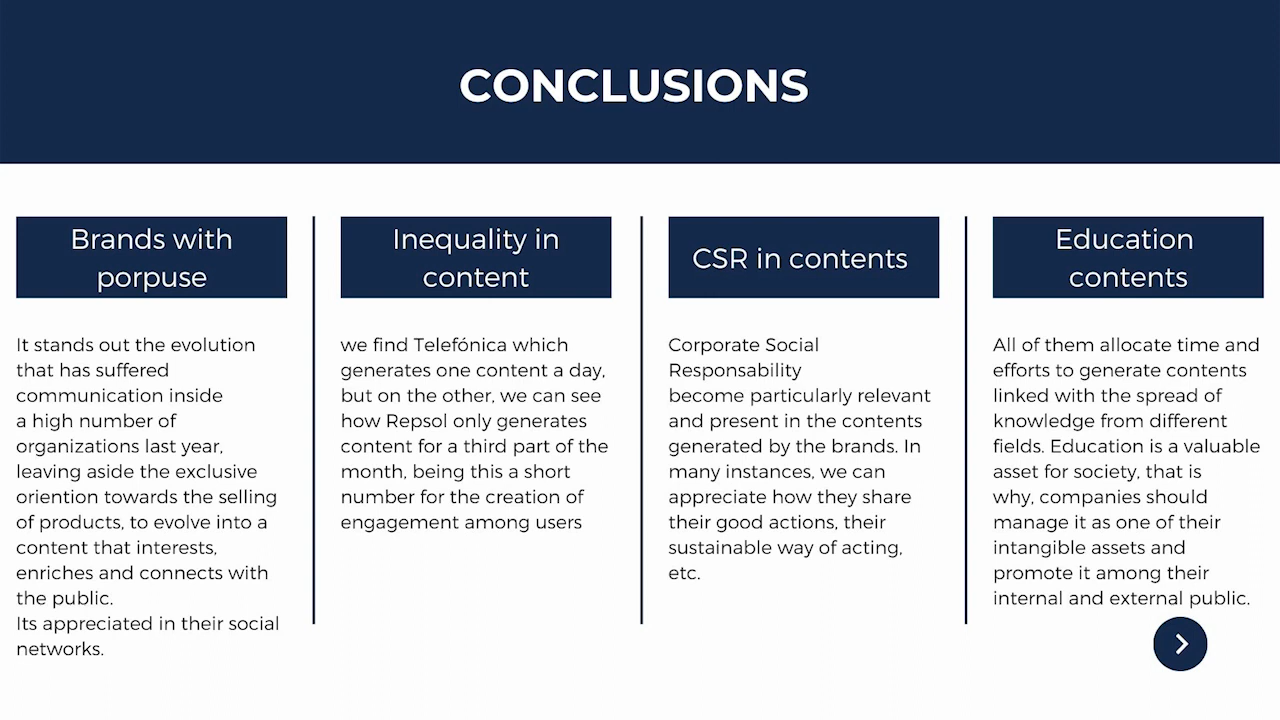 CONCLUSIONS
Brands with
porpuse
It stands out the evolution
that has suffered
communication inside
a high number of
organizations last year,
leaving aside the exclusive
oriention towards the selling
of products, to evolve into a
content that interests,
enriches and connects with
the public.
Its appreciated in their social
networks.
Inequality in
content
we find Telefónica which
generates one content a day,
but on the other, we can see
how Repsol only generates
content for a third part of the
month, being this a short
number for the creation of
engagement among users
CSR in contents
Corporate Social
Responsability
become particularly relevant
and present in the contents
generated by the brands. In
many instances, we can
appreciate how they share
their good actions, their
sustainable way of acting,
etc.
Education
contents
All of them allocate time and
efforts to generate contents
linked with the spread of
knowledge from different
fields. Education is a valuable
asset for society, that is
why, companies should
manage it as one of their
intangible assets and
promote it among their
internal and external public.